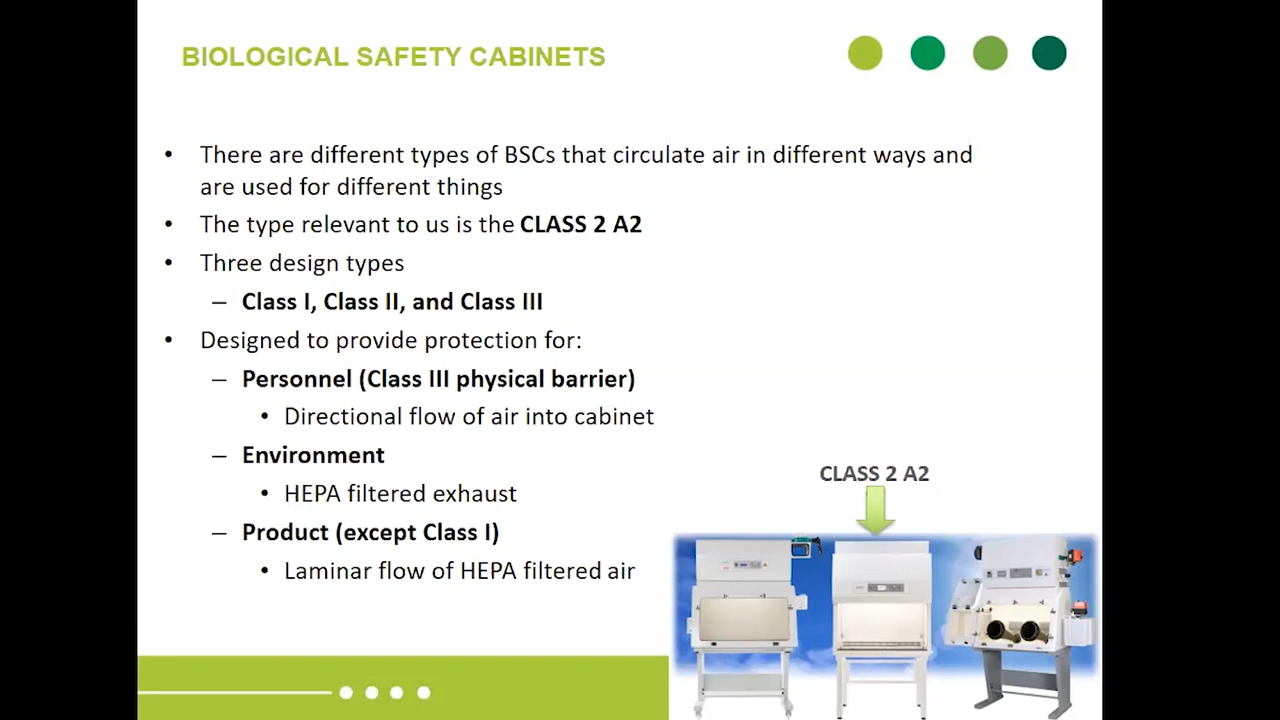 BIOLOGICAL SAFETY CABINETS
• There are different types of BSCs that circulate air in different ways and
are used for different things
• The type relevant to us is the CLASS 2 A2
• Three design types
– Class I, Class II, and Class III
• Designed to provide protection for:
– Personnel (Class III physical barrier)
• Directional flow of air into cabinet
– Environment
• HEPA filtered exhaust
– Product (except Class I)
• Laminar flow of HEPA filtered air
CLASS 2 A2